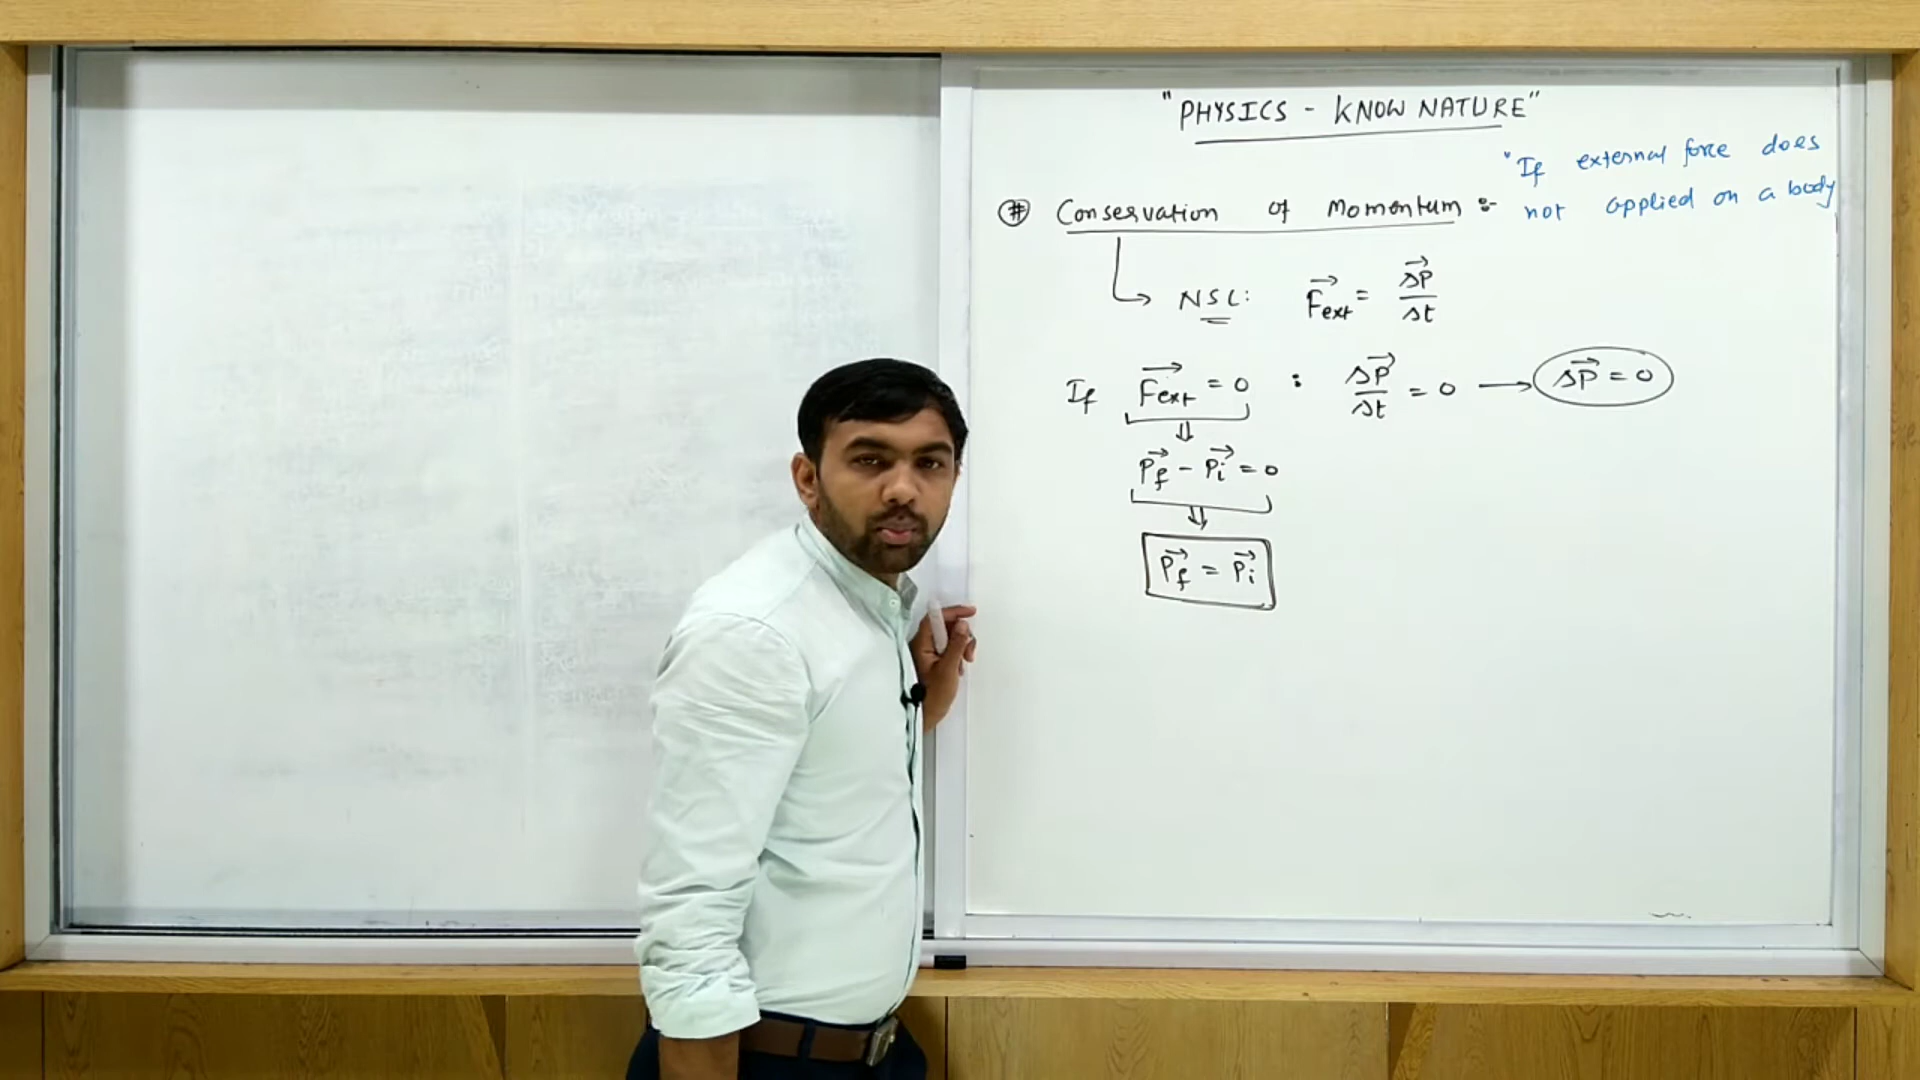 "PHYSICS - KNOW NATURE"
"If external force does
not applied on a body
# Conservation of Momentum :-
NSL: F⃗ext = ΔP⃗/Δt
If F⃗ext = 0 : ΔP⃗/Δt = 0 → ΔP⃗ = 0
⇓
P⃗f - P⃗i = 0
⇓
P⃗f = P⃗i